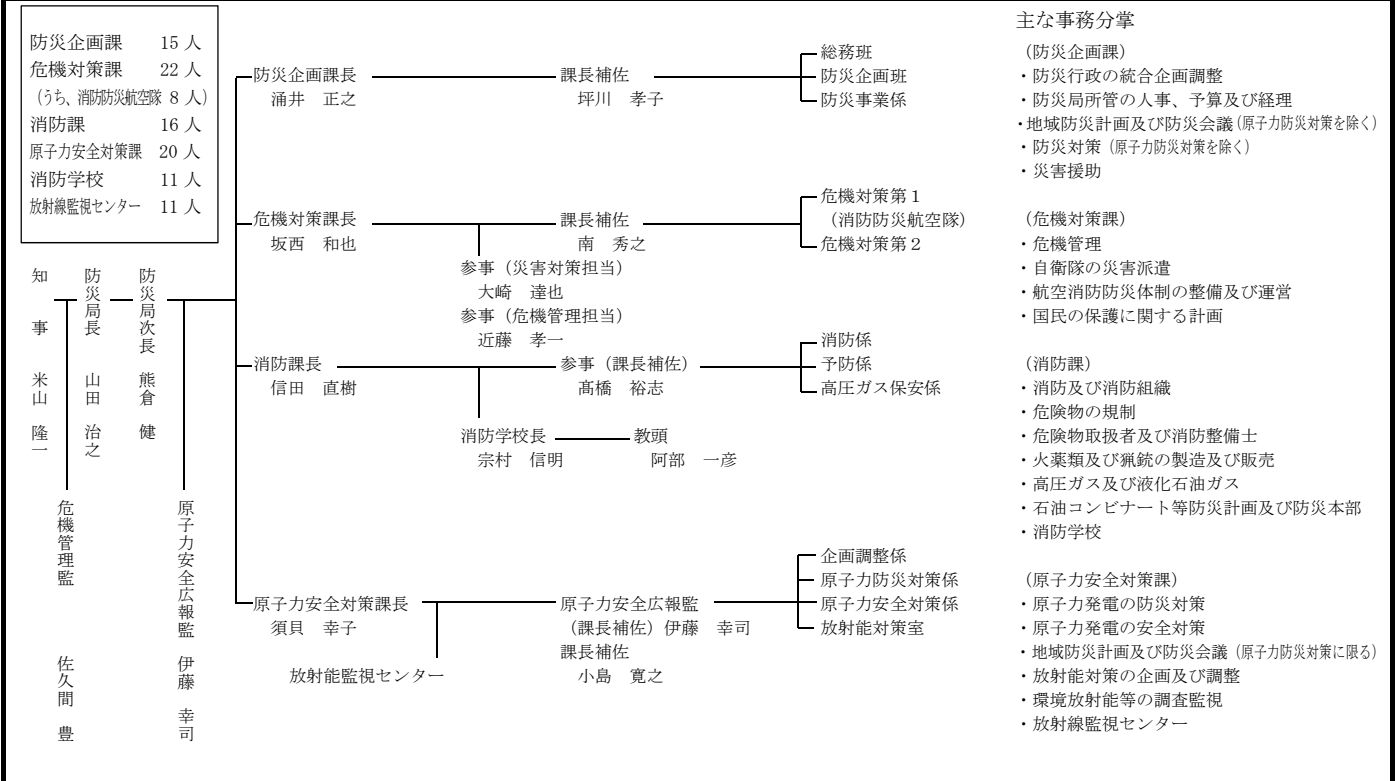 防災企画課 15 人
危機対策課 22 人
（うち、消防防災航空隊 8 人）
消防課 16 人
原子力安全対策課 20 人
消防学校 11 人
放射線監視センター 11 人
知事 米山 隆一
危機管理監 佐久間 豊
防災局長 山田 治之
防災局次長 熊倉 健
原子力安全広報監 伊藤 幸司
防災企画課長
涌井 正之
課長補佐
坪川 孝子
総務班
防災企画班
防災事業係
危機対策課長
坂西 和也
参事（災害対策担当）
大崎 達也
参事（危機管理担当）
近藤 孝一
課長補佐
南 秀之
危機対策第１
（消防防災航空隊）
危機対策第２
消防課長
信田 直樹
参事（課長補佐）
髙橋 裕志
消防係
予防係
高圧ガス保安係
消防学校長
宗村 信明
教頭
阿部 一彦
原子力安全対策課長
須貝 幸子
放射能監視センター
原子力安全広報監
（課長補佐）伊藤 幸司
課長補佐
小島 寛之
企画調整係
原子力防災対策係
原子力安全対策係
放射能対策室
主な事務分掌
（防災企画課）
・防災行政の統合企画調整
・防災局所管の人事、予算及び経理
・地域防災計画及び防災会議（原子力防災対策を除く）
・防災対策（原子力防災対策を除く）
・災害援助
（危機対策課）
・危機管理
・自衛隊の災害派遣
・航空消防防災体制の整備及び運営
・国民の保護に関する計画
（消防課）
・消防及び消防組織
・危険物の規制
・危険物取扱者及び消防整備士
・火薬類及び猟銃の製造及び販売
・高圧ガス及び液化石油ガス
・石油コンビナート等防災計画及び防災本部
・消防学校
（原子力安全対策課）
・原子力発電の防災対策
・原子力発電の安全対策
・地域防災計画及び防災会議（原子力防災対策に限る）
・放射能対策の企画及び調整
・環境放射能等の調査監視
・放射線監視センター